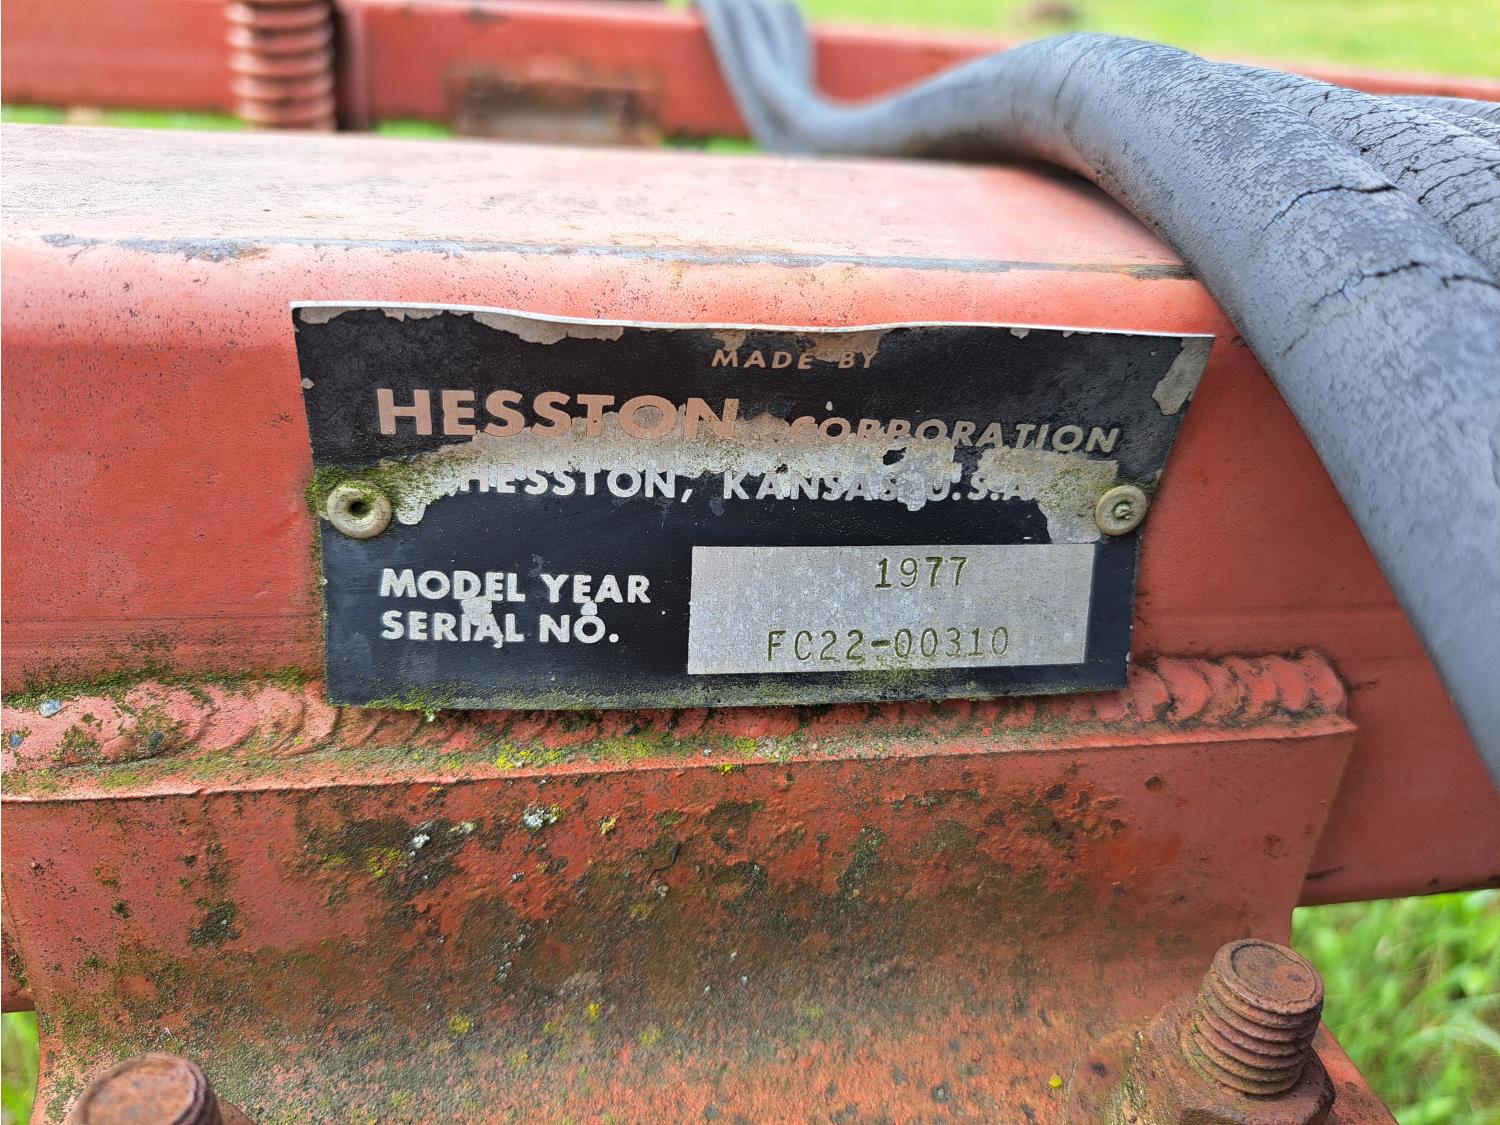 MADE BY
HESSTON CORPORATION
HESSTON, KANSAS, U.S.A.
MODEL YEAR 1977
SERIAL NO. FC22-00310